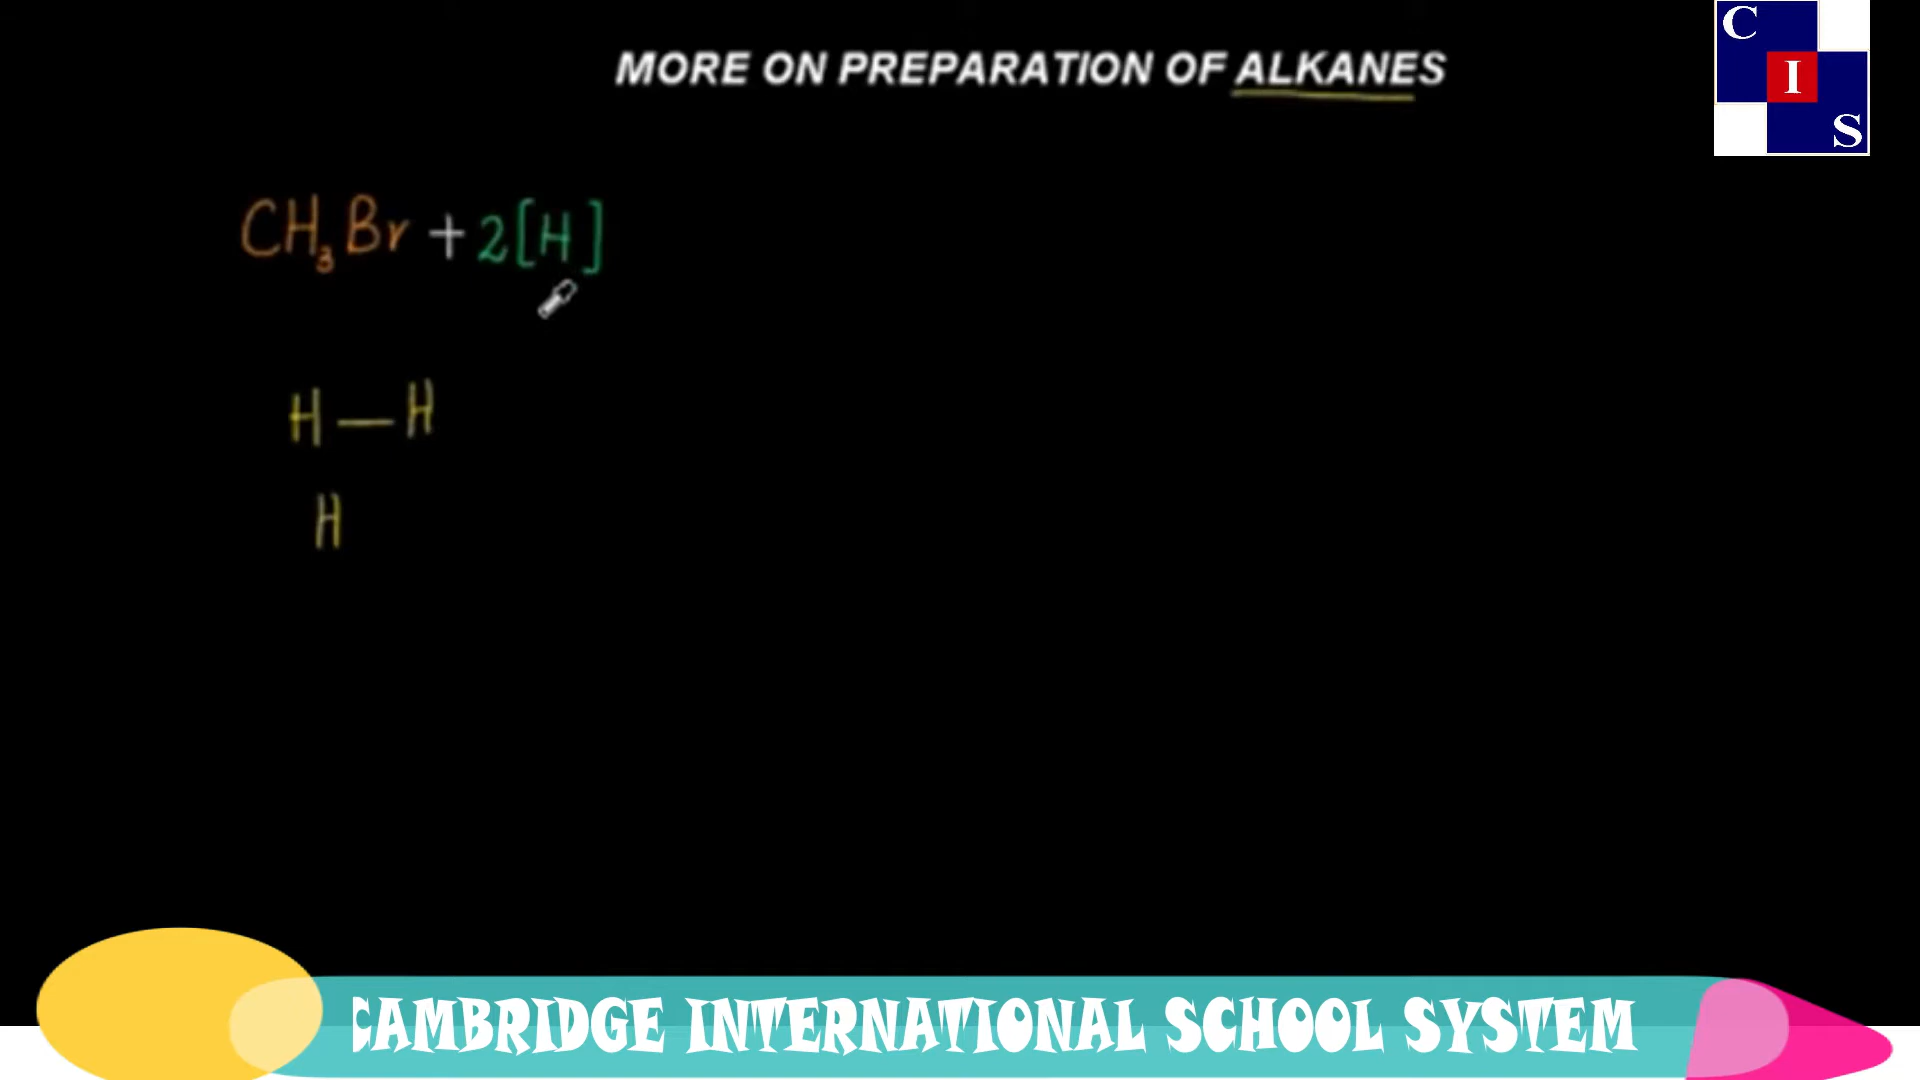 MORE ON PREPARATION OF ALKANES
C
I
S
CH₃Br + 2[H]
H — H
H
CAMBRIDGE INTERNATIONAL SCHOOL SYSTEM